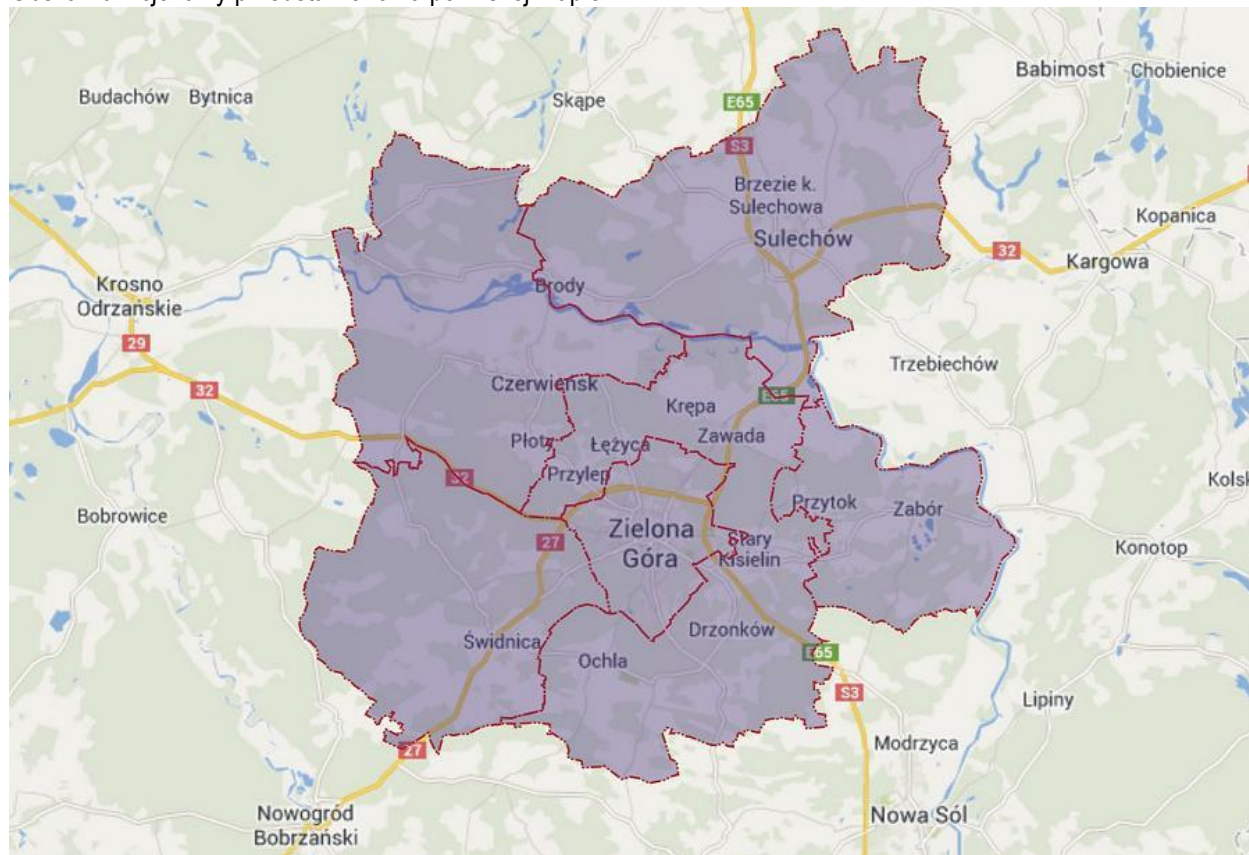 Babimost
Chobienice
Budachów
Bytnica
Skąpe
E65
S3
Brzezie k.
Sulechowa
Kopanica
Sulechów
32
Kargowa
Krosno
Odrzańskie
Brody
29
Trzebiechów
32
Czerwieńsk
E65
Krępa
Płoty
Łężyca
Zawada
Przylep
32
Kolsk
Przytok
Zabór
Bobrowice
Zielona
Góra
27
Stary
Kisielin
Konotop
Drzonków
Świdnica
Ochla
E65
S3
Lipiny
Modrzyca
27
Nowogród
Bobrzański
Nowa Sól